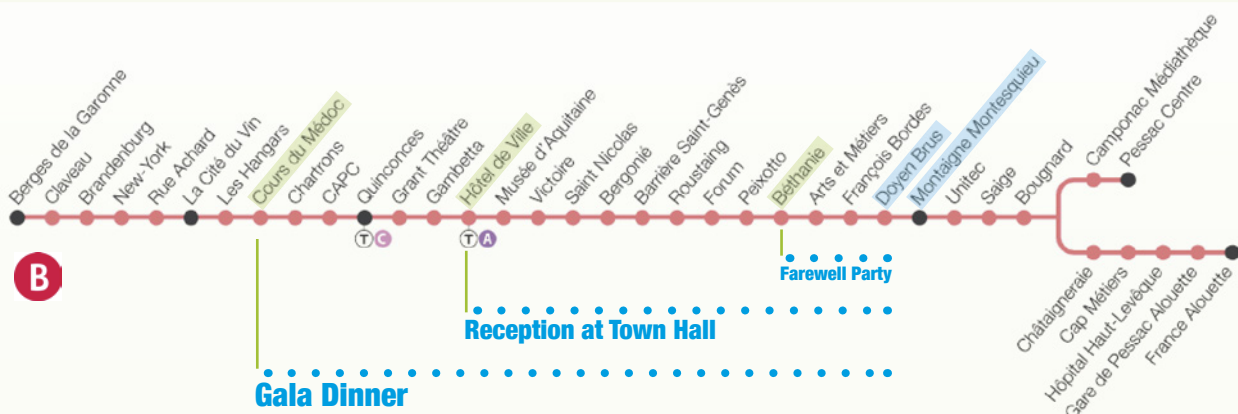 Berges de la Garonne
Claveau
Brandenburg
New-York
Rue Achard
La Cité du Vin
Les Hangars
Cours du Médoc
Chartrons
CAPC
Quinconces
Grant Théâtre
Gambetta
Hôtel de Ville
Musée d'Aquitaine
Victoire
Saint Nicolas
Bergonié
Barrière Saint-Genès
Roustaing
Forum
Peixotto
Béthanie
Arts et Métiers
François Bordes
Doyen Brus
Montaigne Montesquieu
Unitec
Saige
Bougnard
Camponac Médiathèque
Pessac Centre
T C
T A
B
Châtaigneraie
Cap Métiers
Hôpital Haut-Levêque
Gare de Pessac Alouette
France Alouette
Farewell Party
Reception at Town Hall
Gala Dinner